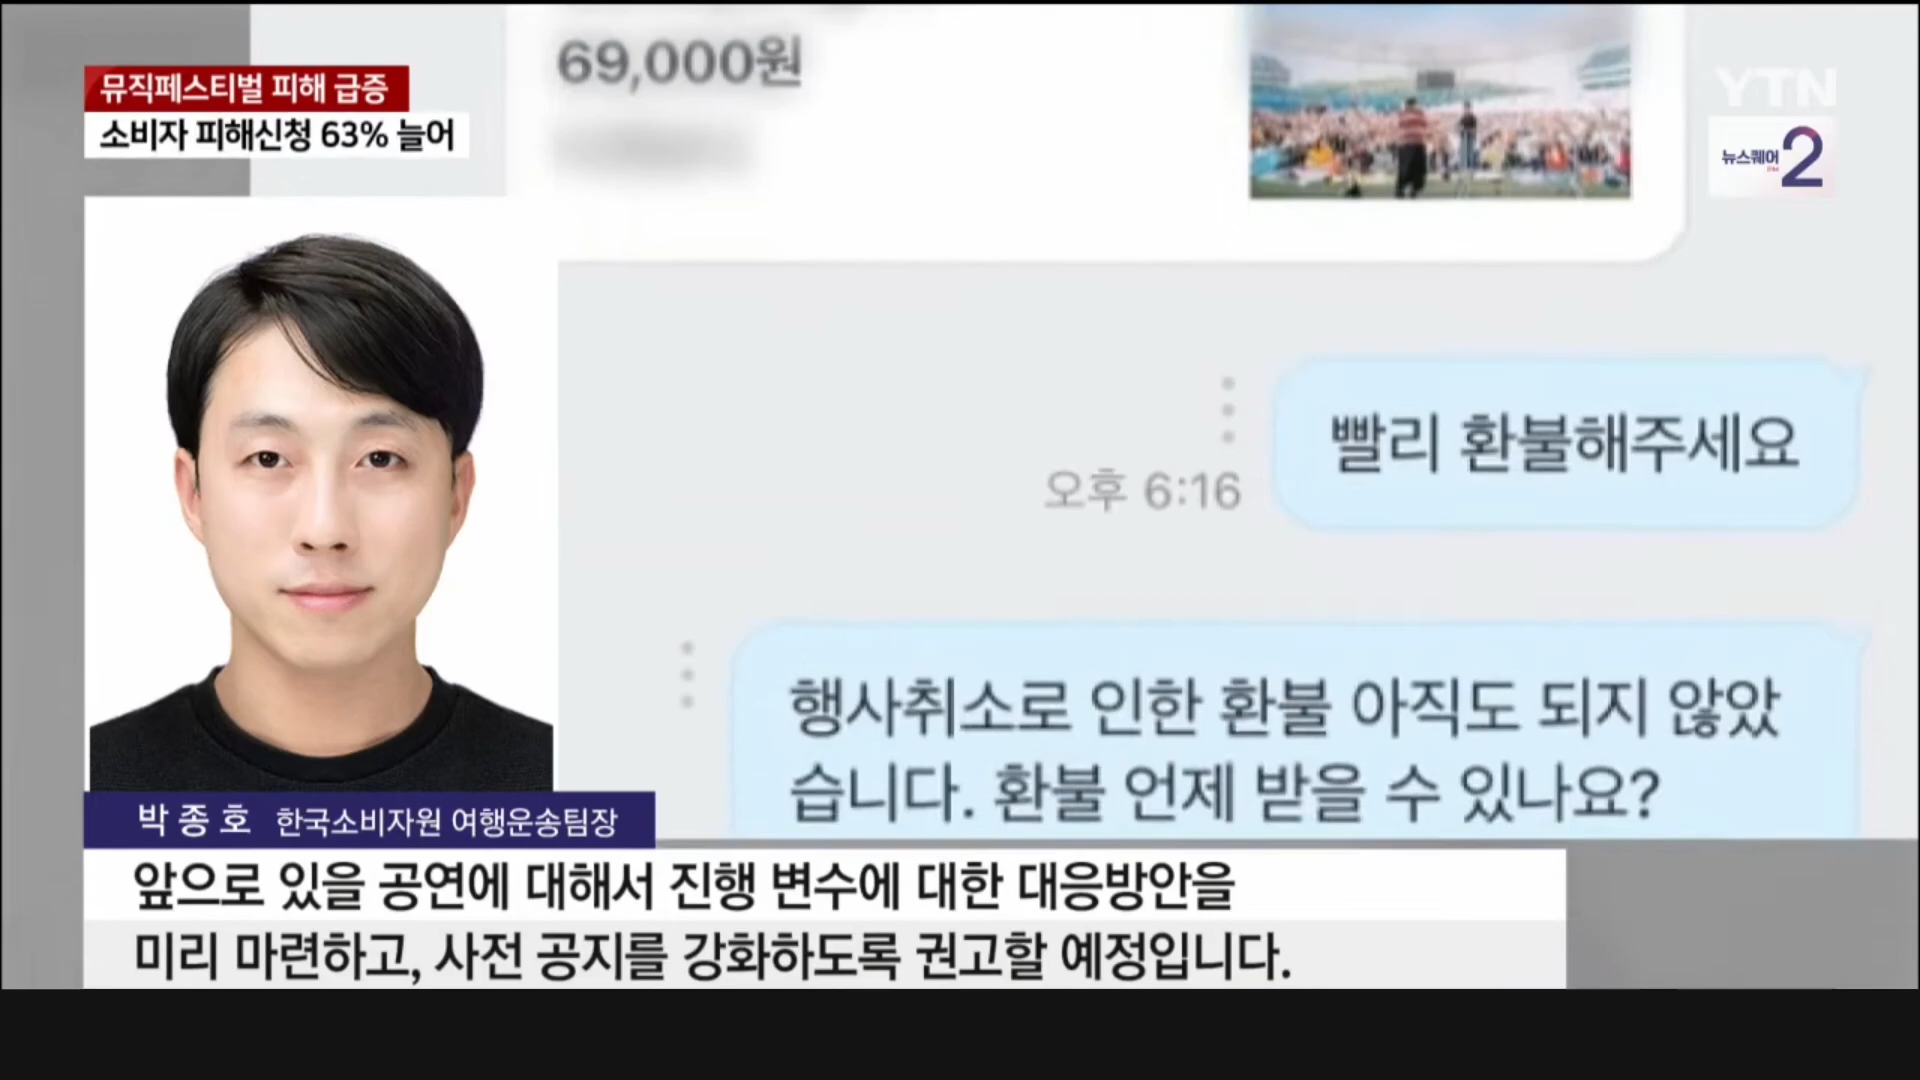 69,000원
뮤직페스티벌 피해 급증
소비자 피해신청 63% 늘어
YTN
뉴스퀘어 2
빨리 환불해주세요
오후 6:16
행사취소로 인한 환불 아직도 되지 않았
습니다. 환불 언제 받을 수 있나요?
박종호 한국소비자원 여행운송팀장
앞으로 있을 공연에 대해서 진행 변수에 대한 대응방안을
미리 마련하고, 사전 공지를 강화하도록 권고할 예정입니다.